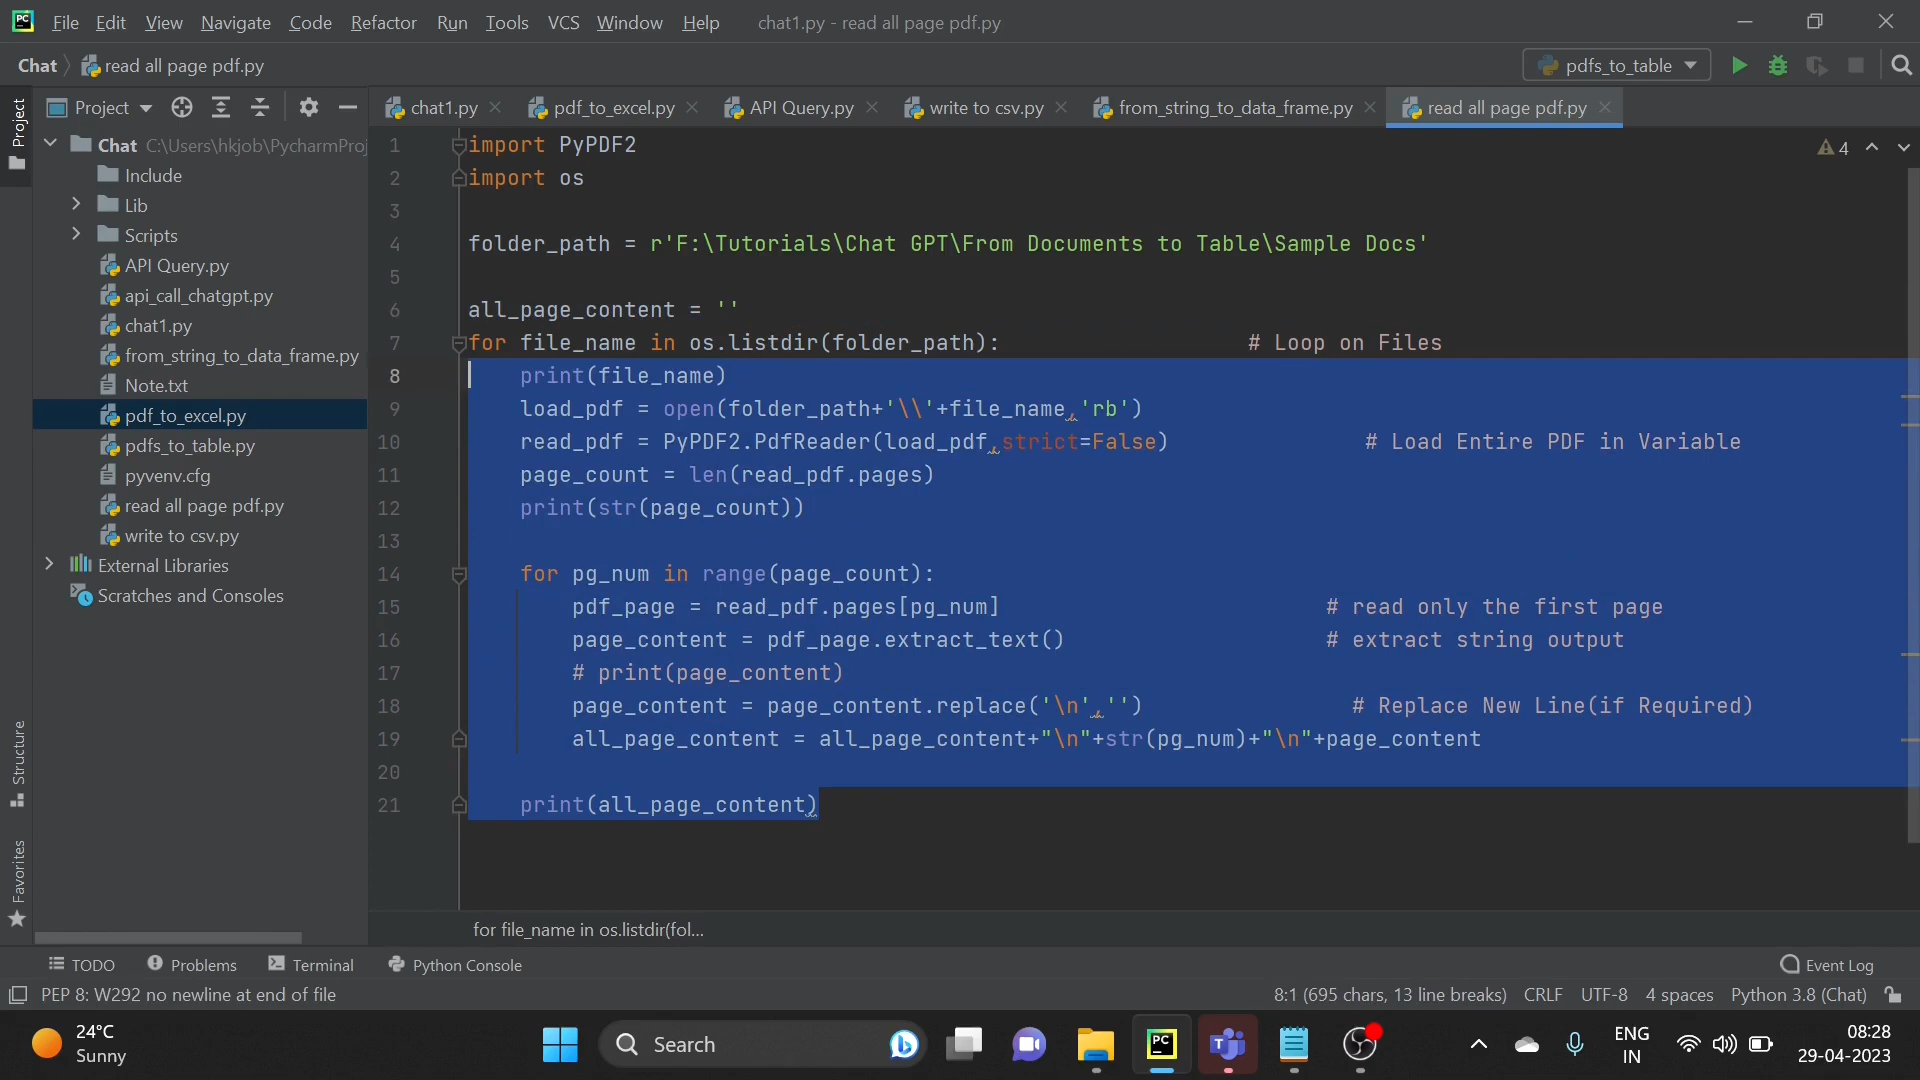 PC File Edit View Navigate Code Refactor Run Tools VCS Window Help chat1.py - read all page pdf.py
Chat read all page pdf.py pdfs_to_table
Project
Project
chat1.py pdf_to_excel.py API Query.py write to csv.py from_string_to_data_frame.py read all page pdf.py
Chat C:\Users\hkjob\PycharmProj
Include
Lib
Scripts
API Query.py
api_call_chatgpt.py
chat1.py
from_string_to_data_frame.py
Note.txt
pdf_to_excel.py
pdfs_to_table.py
pyvenv.cfg
read all page pdf.py
write to csv.py
External Libraries
Scratches and Consoles
Structure
Favorites
4
1 import PyPDF2
2 import os
3
4 folder_path = r'F:\Tutorials\Chat GPT\From Documents to Table\Sample Docs'
5
6 all_page_content = ''
7 for file_name in os.listdir(folder_path): # Loop on Files
8 print(file_name)
9 load_pdf = open(folder_path+'\\'+file_name,'rb')
10 read_pdf = PyPDF2.PdfReader(load_pdf,strict=False) # Load Entire PDF in Variable
11 page_count = len(read_pdf.pages)
12 print(str(page_count))
13
14 for pg_num in range(page_count):
15 pdf_page = read_pdf.pages[pg_num] # read only the first page
16 page_content = pdf_page.extract_text() # extract string output
17 # print(page_content)
18 page_content = page_content.replace('\n','') # Replace New Line(if Required)
19 all_page_content = all_page_content+"\n"+str(pg_num)+"\n"+page_content
20
21 print(all_page_content)
for file_name in os.listdir(fol...
TODO Problems Terminal Python Console Event Log
PEP 8: W292 no newline at end of file 8:1 (695 chars, 13 line breaks) CRLF UTF-8 4 spaces Python 3.8 (Chat)
24°C
Sunny
Search
PC
ENG
IN
08:28
29-04-2023